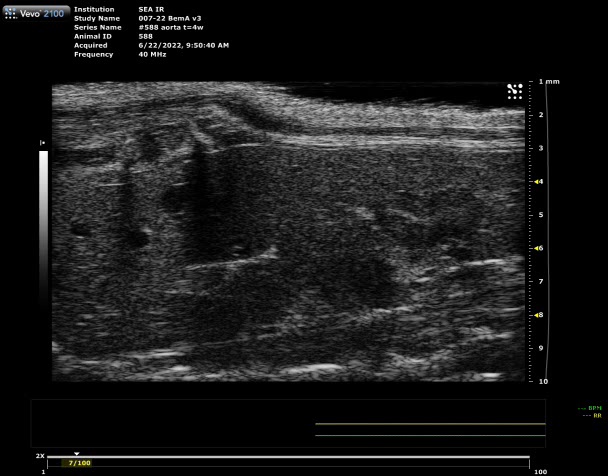 Vevo 2100
Institution SEA IR
Study Name 007-22 BemA v3
Series Name #588 aorta t=4w
Animal ID 588
Acquired 6/22/2022, 9:50:40 AM
Frequency 40 MHz
1 mm
2
3
4
5
6
7
8
9
10
--- BPM
--- RR
2X
7/100
1 100